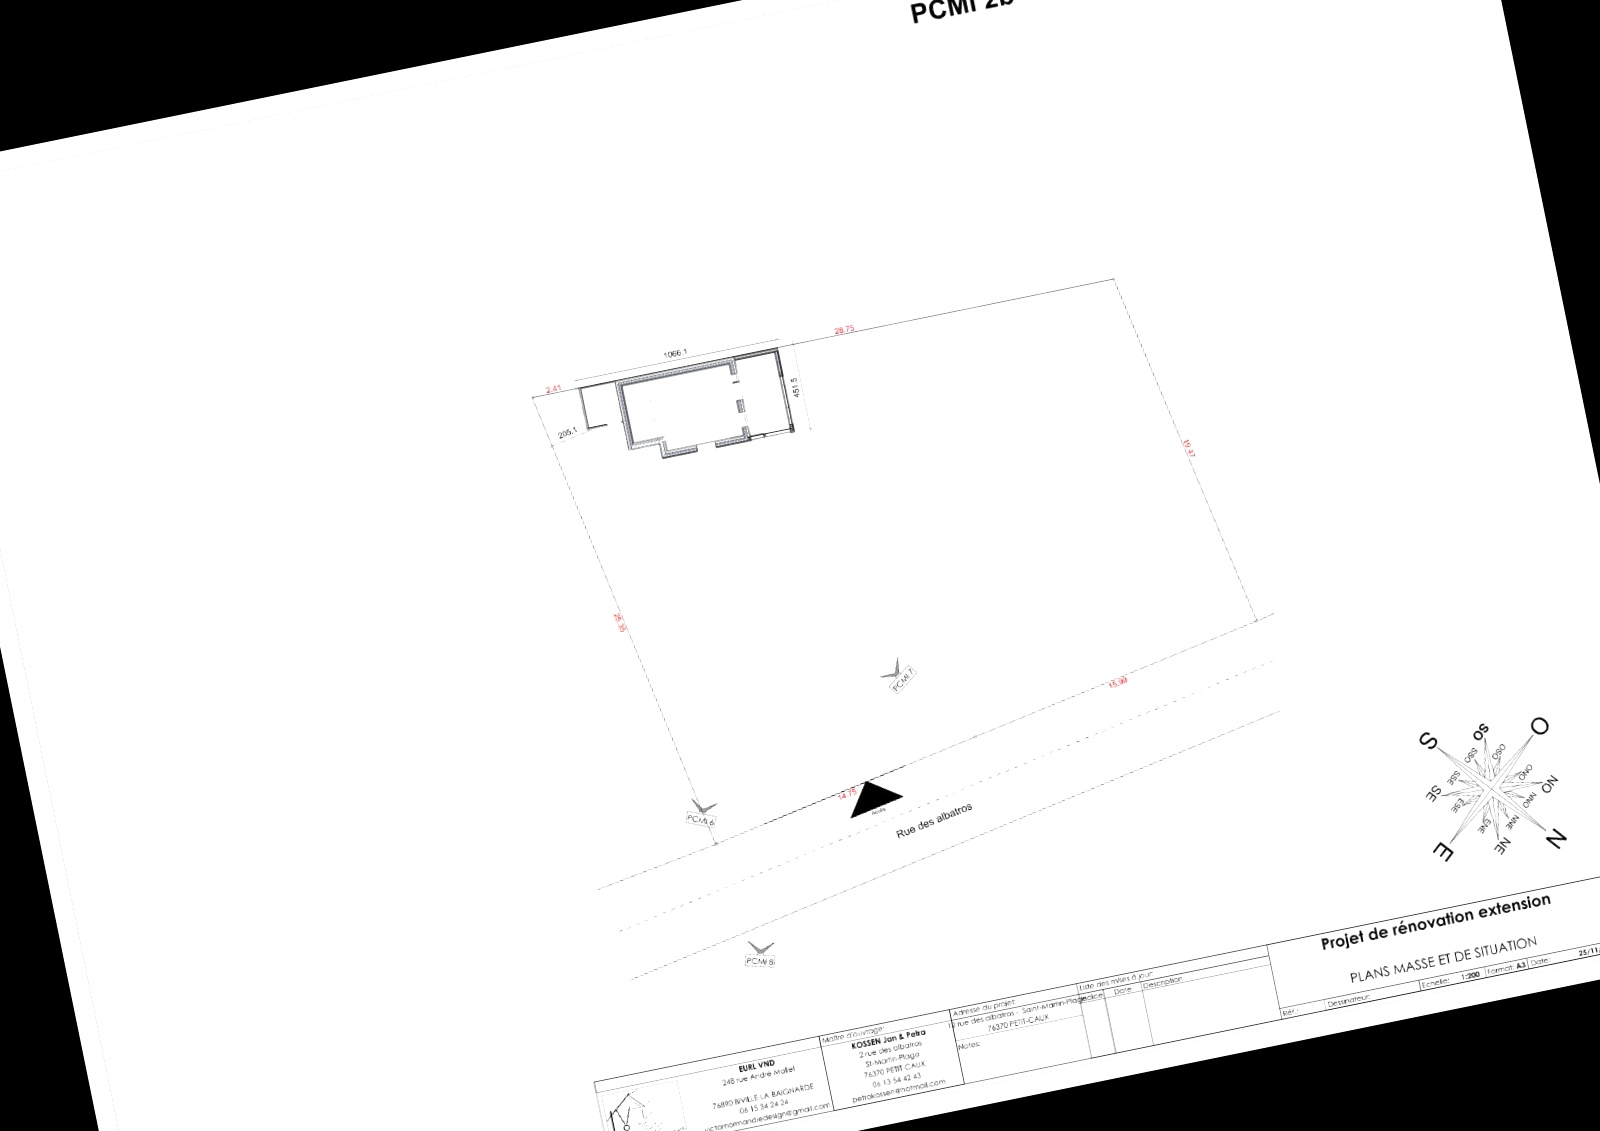 PCMI 2b
28.75
1066.1
2.41
451.5
205.1
19.47
26.35
PCMI 7
15.99
14.75
Accès
PCMI 6
Rue des albatros
PCMI 8
S
SO
O
SSO
OSO
SSE
ONO
SE
NO
ESE
NNO
ENE
NNE
E
NE
N
Projet de rénovation extension
PLANS MASSE ET DE SITUATION
Réf.:
Dessinateur:
Echelle: 1:200
Format: A3
Date: 25/11/
Liste des mises à jour:
Indice
Date
Description
Adresse du projet:
rue des albatros - Saint-Martin-Plage
76370 PETIT-CAUX
Notes:
Maître d'ouvrage:
KOSSEN Jan & Petra
2 rue des albatros
St-Martin-Plage
76370 PETIT-CAUX
06 13 54 42 43
petrakossen@hotmail.com
EURL VND
248 rue André Mallet
76890 BIVILLE-LA-BAIGNARDE
06 15 34 24 24
victornormandiedesign@gmail.com